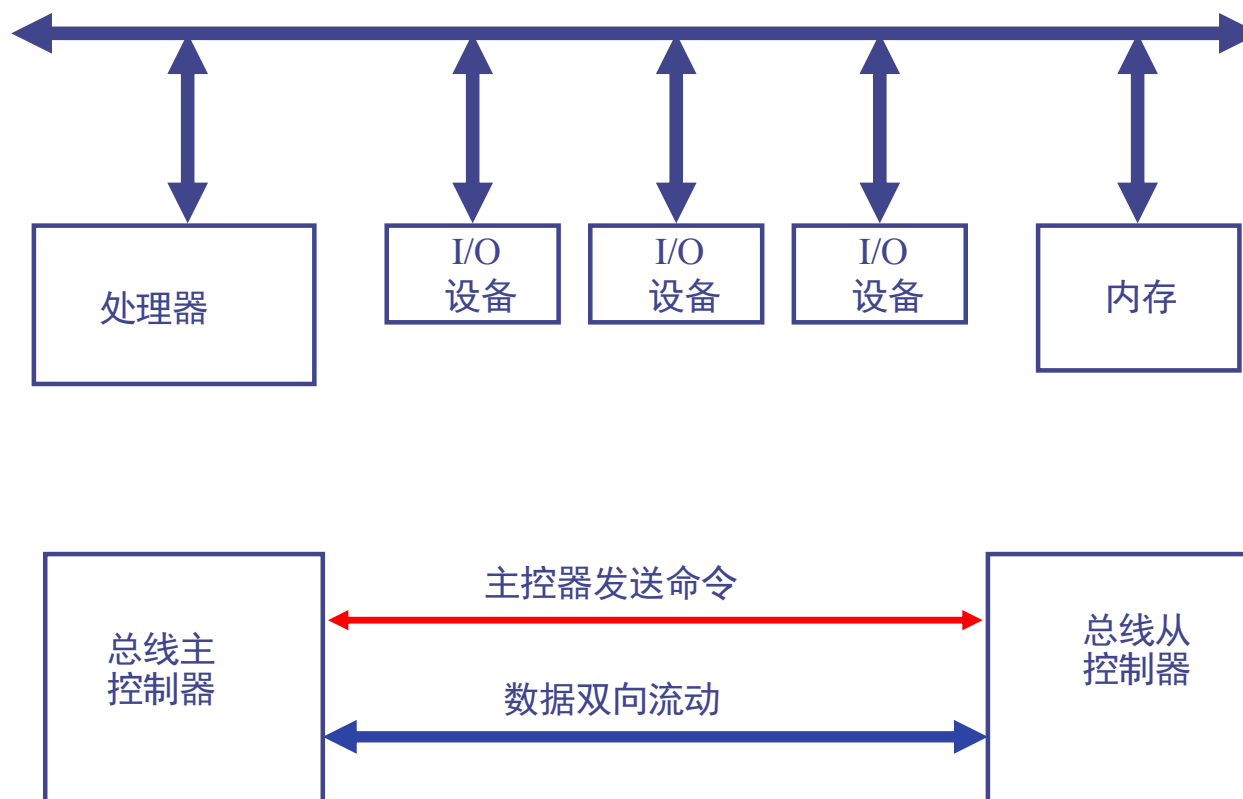 处理器
I/O
设备
I/O
设备
I/O
设备
内存
总线主
控制器
主控器发送命令
数据双向流动
总线从
控制器